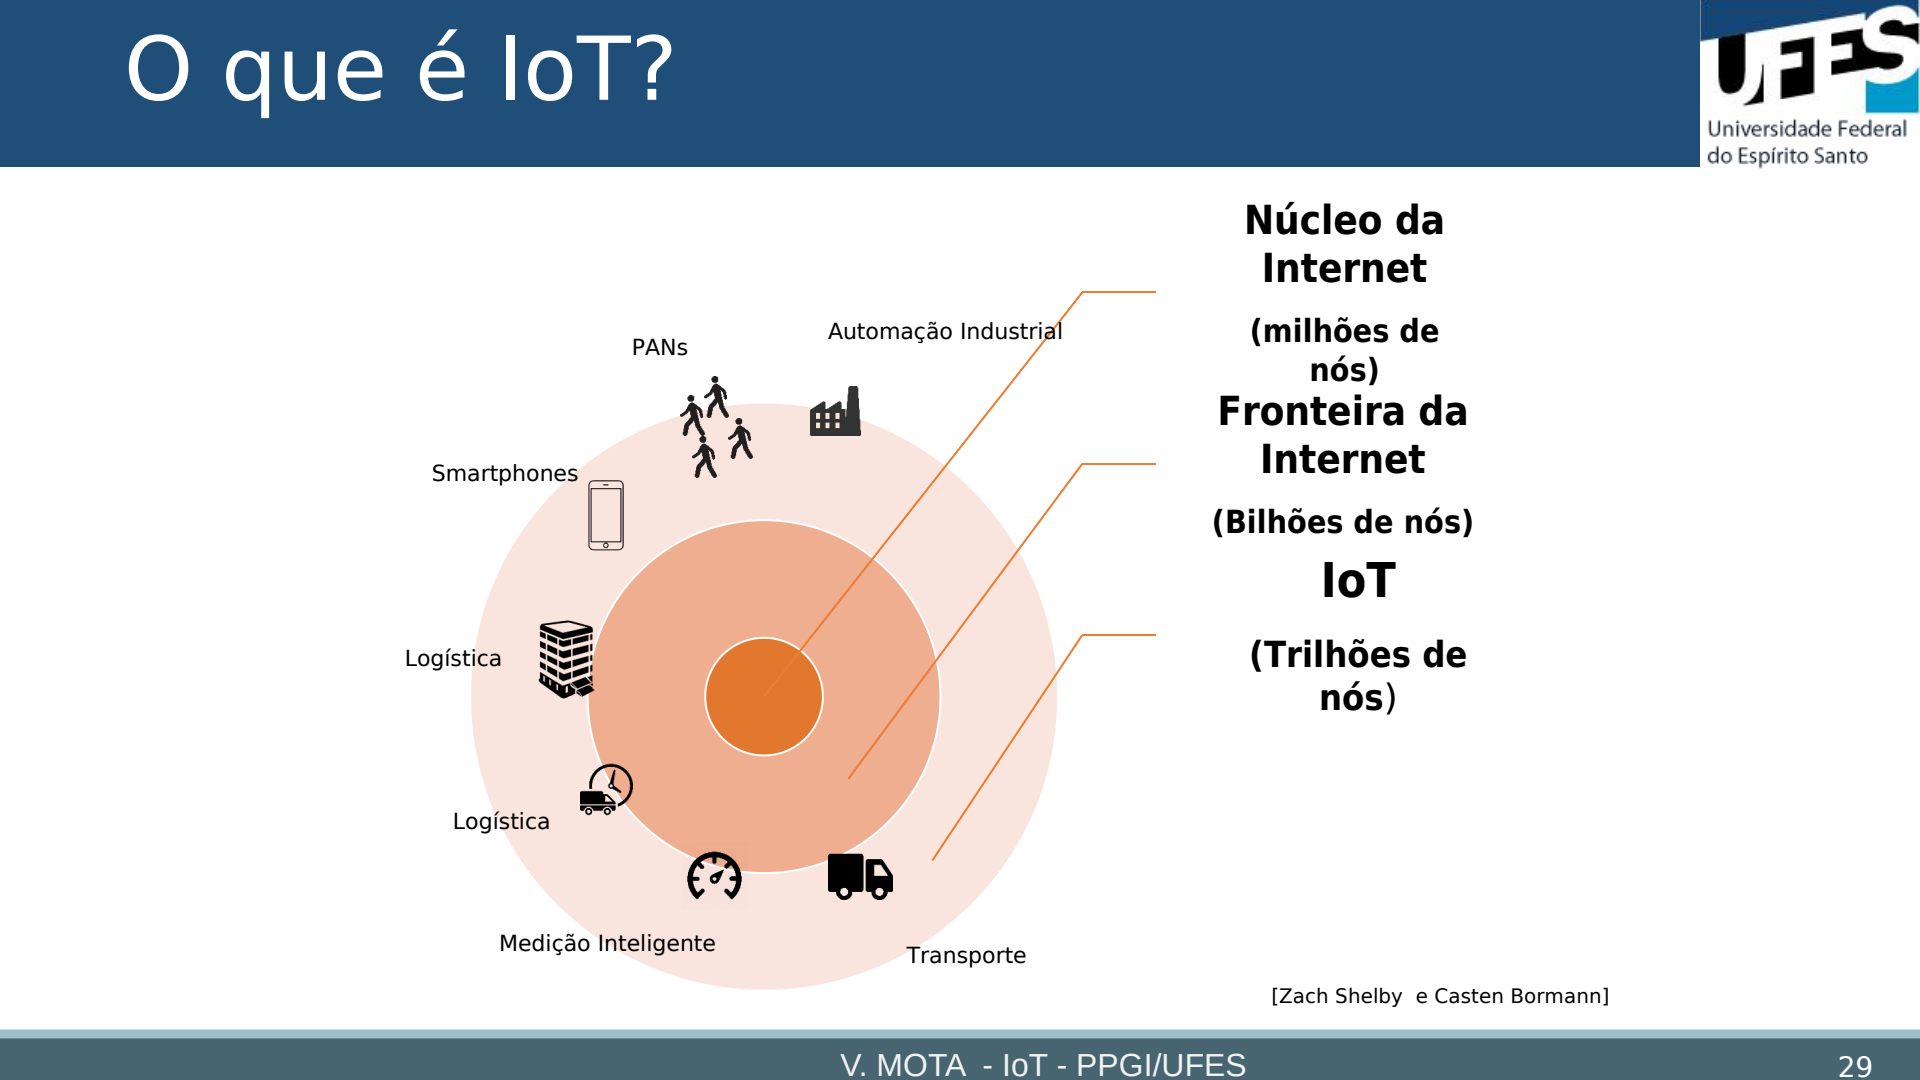 O que é IoT?
UFES
Universidade Federal
do Espírito Santo
Núcleo da
Internet
(milhões de
nós)
Fronteira da
Internet
(Bilhões de nós)
IoT
(Trilhões de
nós)
Automação Industrial
PANs
Smartphones
Logística
Logística
Medição Inteligente
Transporte
[Zach Shelby  e Casten Bormann]
V. MOTA  - IoT - PPGI/UFES
29